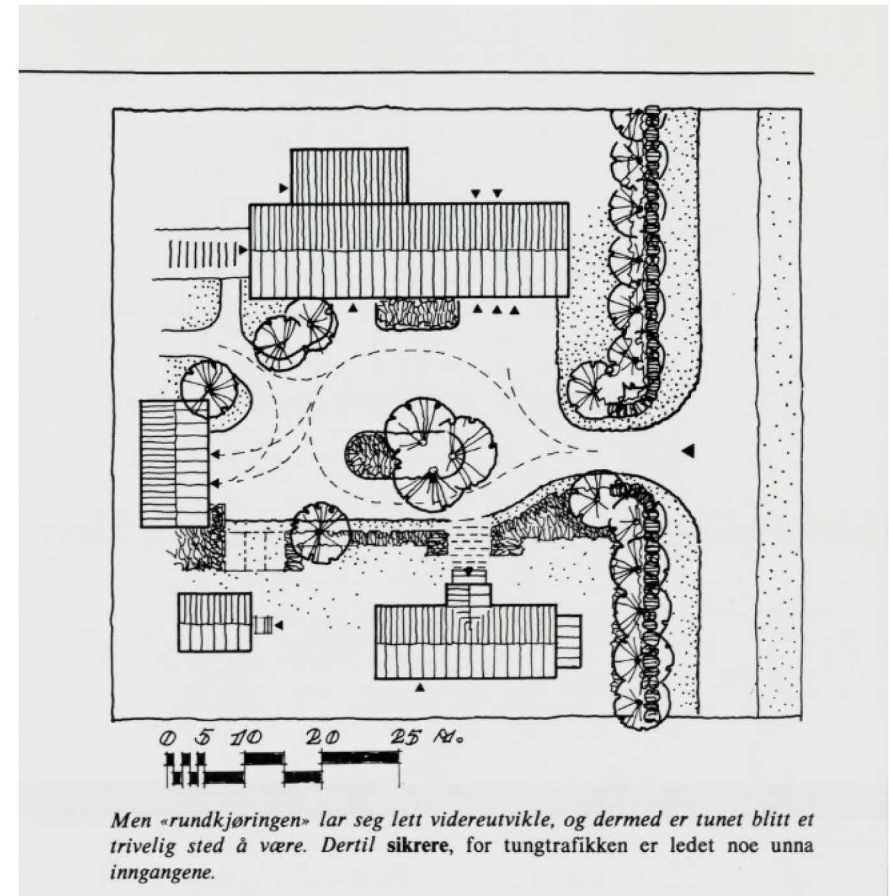 0 5 10 20 25 M.
Men «rundkjøringen» lar seg lett videreutvikle, og dermed er tunet blitt et
trivelig sted å være. Dertil sikrere, for tungtrafikken er ledet noe unna
inngangene.